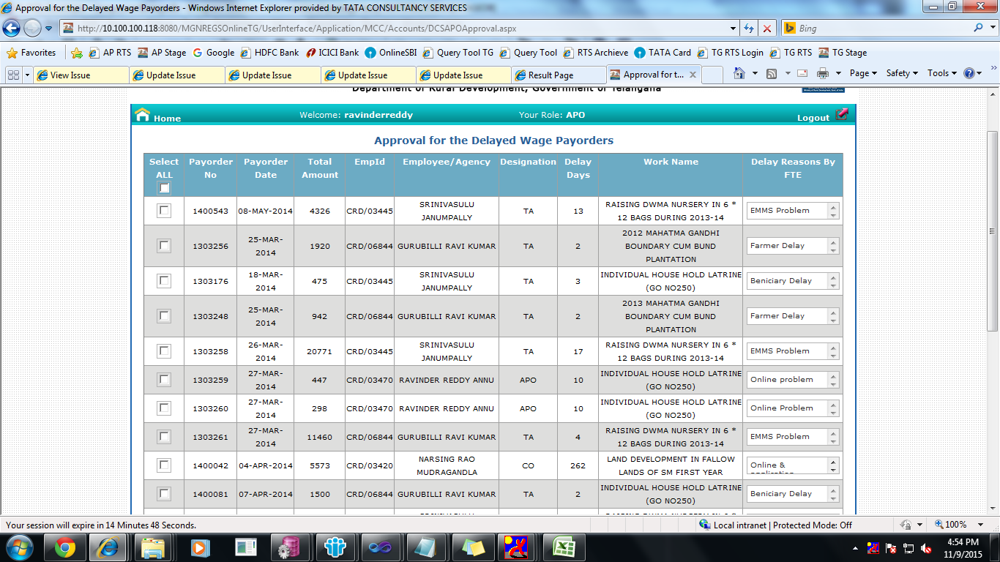 Approval for the Delayed Wage Payorders - Windows Internet Explorer provided by TATA CONSULTANCY SERVICES
http://10.100.100.118:8080/MGNREGSOnlineTG/UserInterface/Application/MCC/Accounts/DCSAPOApproval.aspx
Bing
Favorites AP RTS AP Stage Google HDFC Bank ICICI Bank OnlineSBI Query Tool TG Query Tool RTS Archieve TATA Card TG RTS Login TG RTS TG Stage
View Issue Update Issue Update Issue Update Issue Update Issue Result Page Approval for t... Page Safety Tools
Department of Rural Development, Government of Telangana
Home Welcome: ravinderreddy Your Role: APO Logout
Approval for the Delayed Wage Payorders
Select Payorder Payorder Total EmpId Employee/Agency Designation Delay Work Name Delay Reasons By
ALL No Date Amount Days FTE
SRINIVASULU RAISING DWMA NURSERY IN 6 *
1400543 08-MAY-2014 4326 CRD/03445 TA 13 EMMS Problem
JANUMPALLY 12 BAGS DURING 2013-14
2012 MAHATMA GANDHI
25-MAR-
1303256 1920 CRD/06844 GURUBILLI RAVI KUMAR TA 2 BOUNDARY CUM BUND Farmer Delay
2014
PLANTATION
18-MAR- SRINIVASULU INDIVIDUAL HOUSE HOLD LATRINE
1303176 475 CRD/03445 TA 3 Beniciary Delay
2014 JANUMPALLY (GO NO250)
2013 MAHATMA GANDHI
25-MAR-
1303248 942 CRD/06844 GURUBILLI RAVI KUMAR TA 2 BOUNDARY CUM BUND Farmer Delay
2014
PLANTATION
26-MAR- SRINIVASULU RAISING DWMA NURSERY IN 6 *
1303258 20771 CRD/03445 TA 17 EMMS Problem
2014 JANUMPALLY 12 BAGS DURING 2013-14
27-MAR- INDIVIDUAL HOUSE HOLD LATRINE
1303259 447 CRD/03470 RAVINDER REDDY ANNU APO 10 Online problem
2014 (GO NO250)
27-MAR- INDIVIDUAL HOUSE HOLD LATRINE
1303260 298 CRD/03470 RAVINDER REDDY ANNU APO 10 Online Problem
2014 (GO NO250)
27-MAR- RAISING DWMA NURSERY IN 6 *
1303261 11460 CRD/06844 GURUBILLI RAVI KUMAR TA 4 EMMS Problem
2014 12 BAGS DURING 2013-14
NARSING RAO LAND DEVELOPMENT IN FALLOW
1400042 04-APR-2014 5573 CRD/03420 CO 262 Online &
MUDRAGANDLA LANDS OF SM FIRST YEAR
INDIVIDUAL HOUSE HOLD LATRINE
1400081 07-APR-2014 1500 CRD/06844 GURUBILLI RAVI KUMAR TA 2 Beniciary Delay
(GO NO250)
Your session will expire in 14 Minutes 48 Seconds. Local intranet | Protected Mode: Off 100%
4:54 PM
11/9/2015